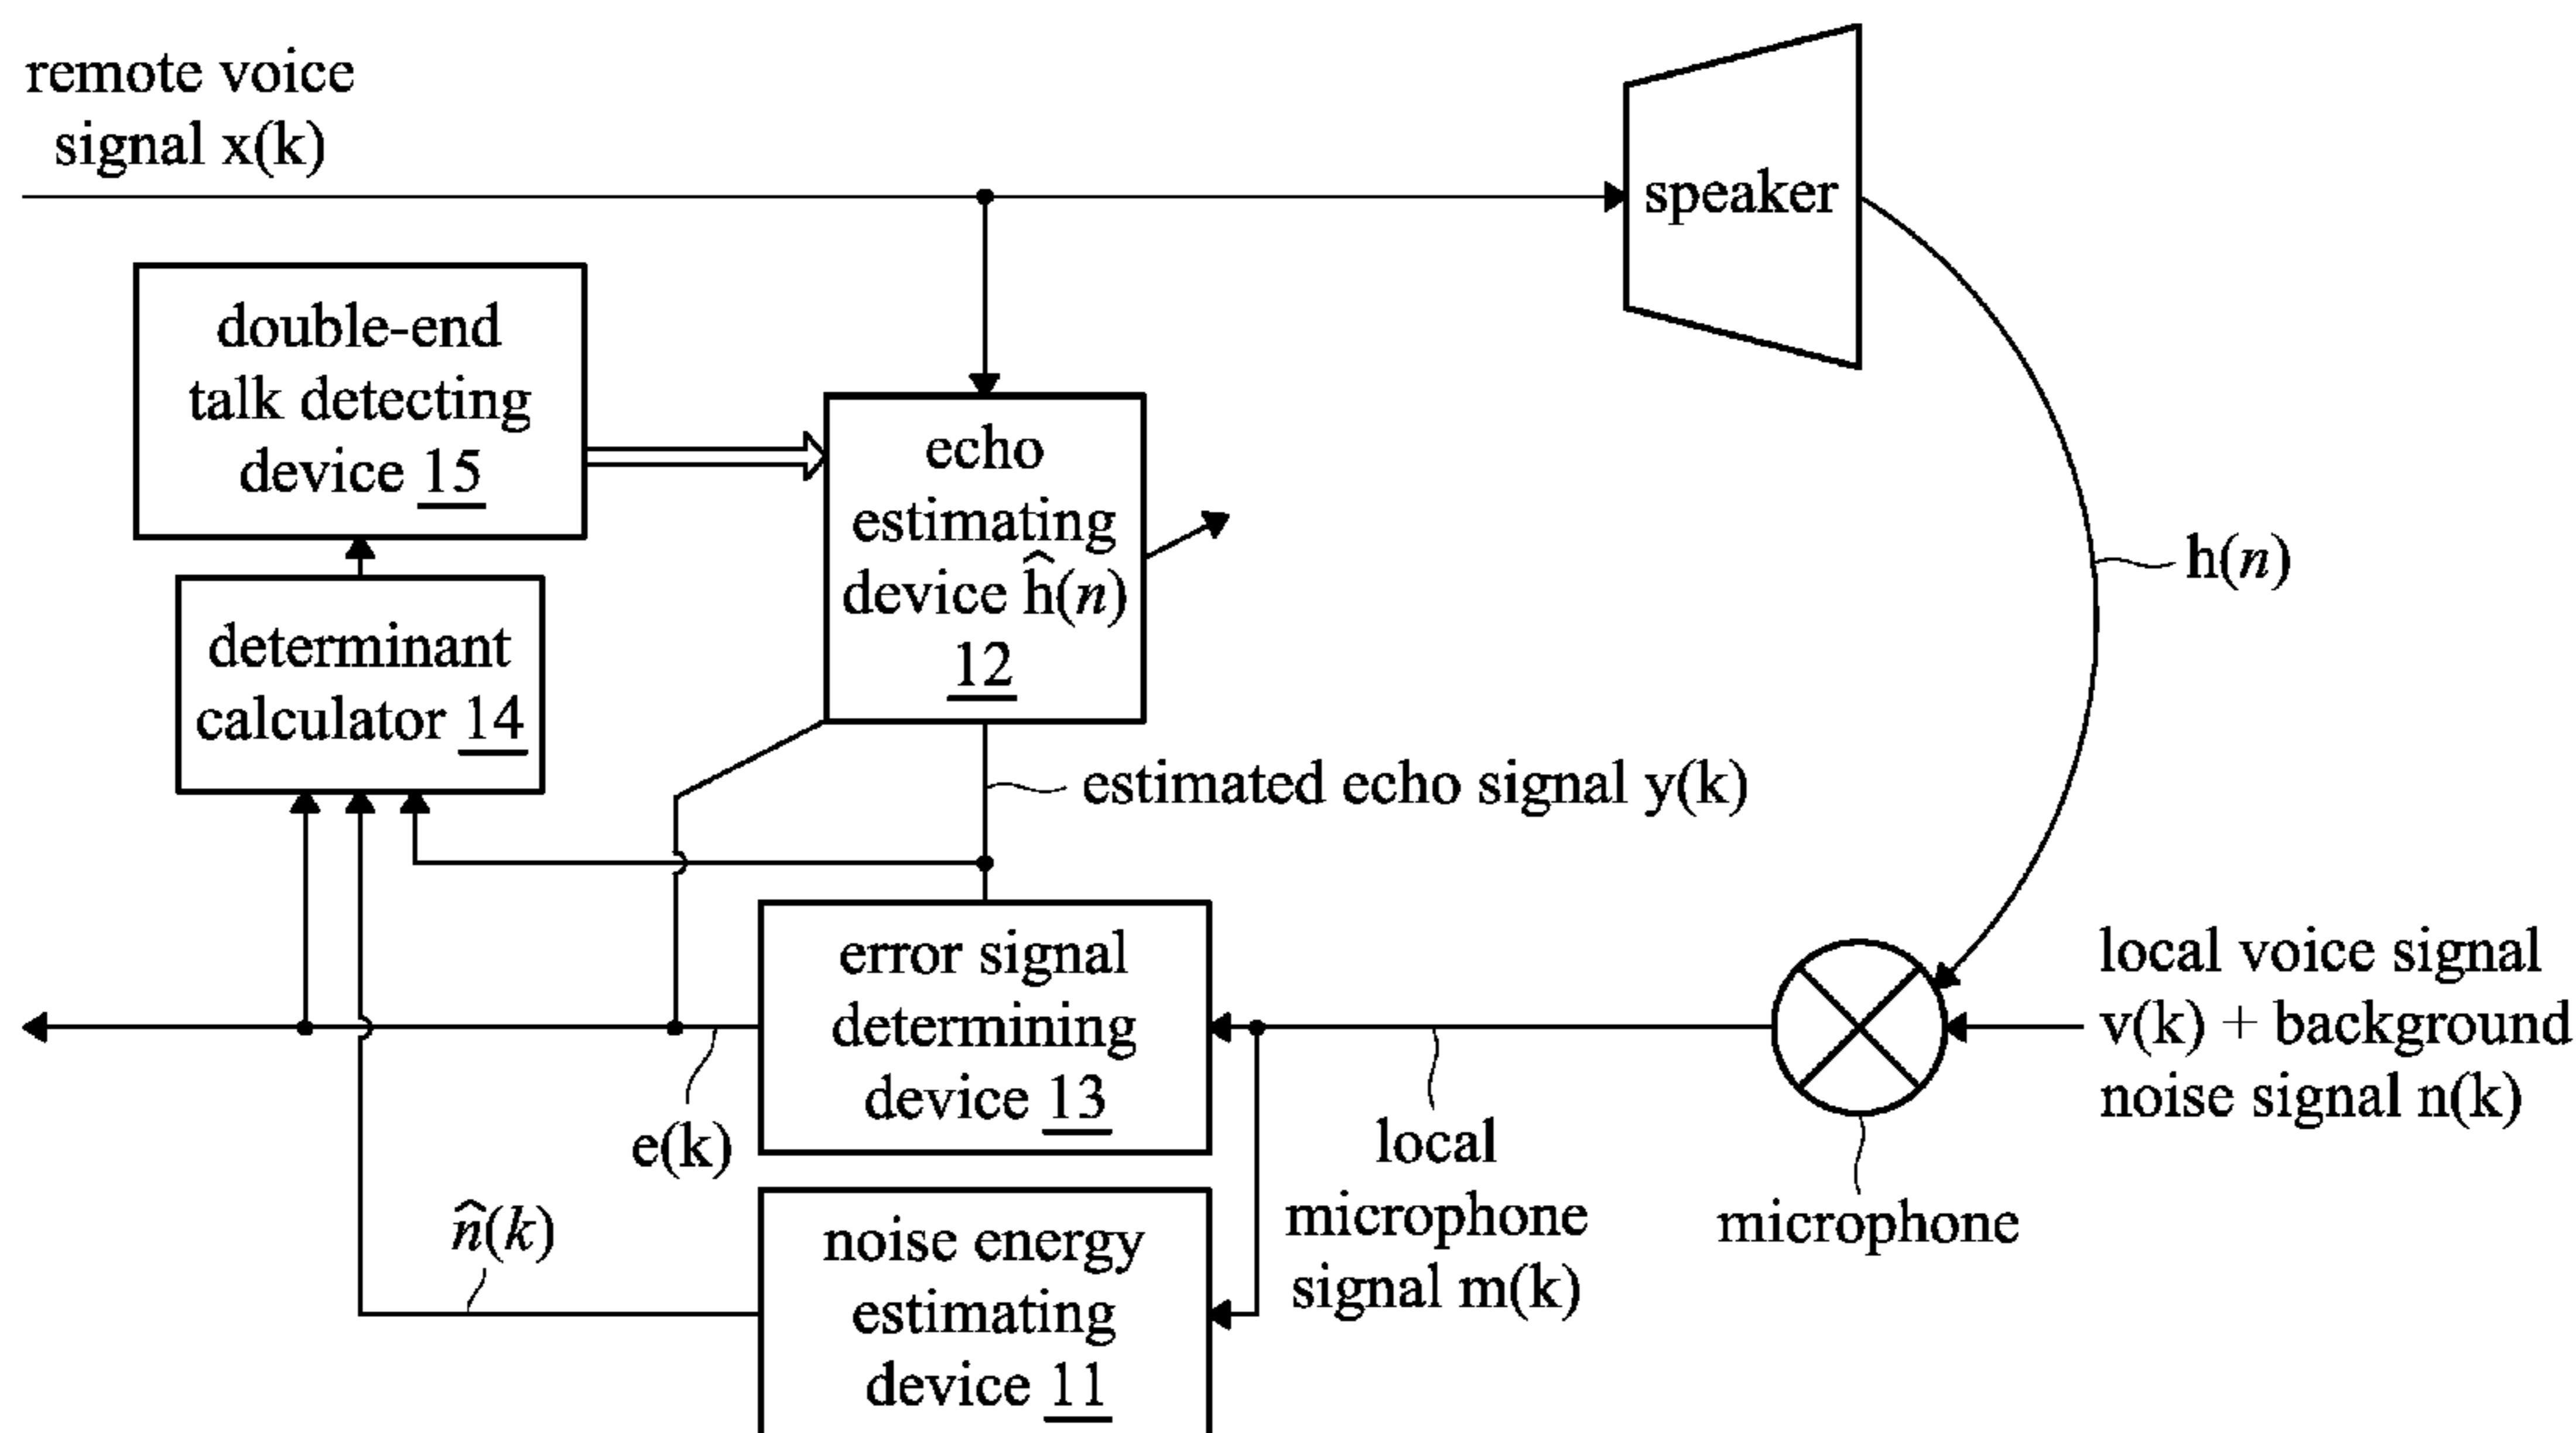 remote voice
signal x(k)
speaker
double-end
talk detecting
device 15
echo
estimating
device ĥ(n)
12
h(n)
determinant
calculator 14
estimated echo signal y(k)
error signal
determining
device 13
local voice signal
v(k) + background
noise signal n(k)
e(k)
local
microphone
signal m(k)
microphone
n̂(k)
noise energy
estimating
device 11